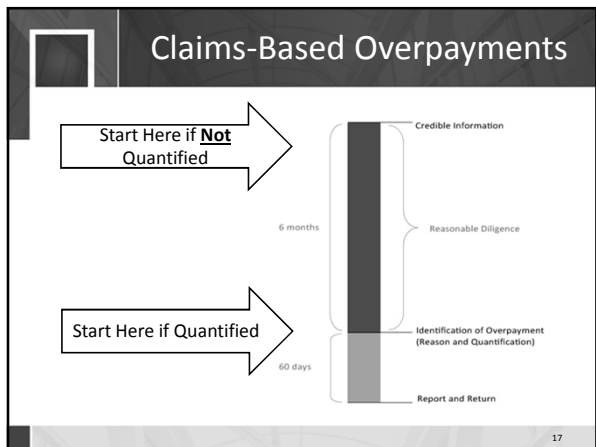 Claims-Based Overpayments
Start Here if Not
Quantified
Credible Information
6 months
Reasonable Diligence
Start Here if Quantified
Identification of Overpayment
(Reason and Quantification)
60 days
Report and Return
17